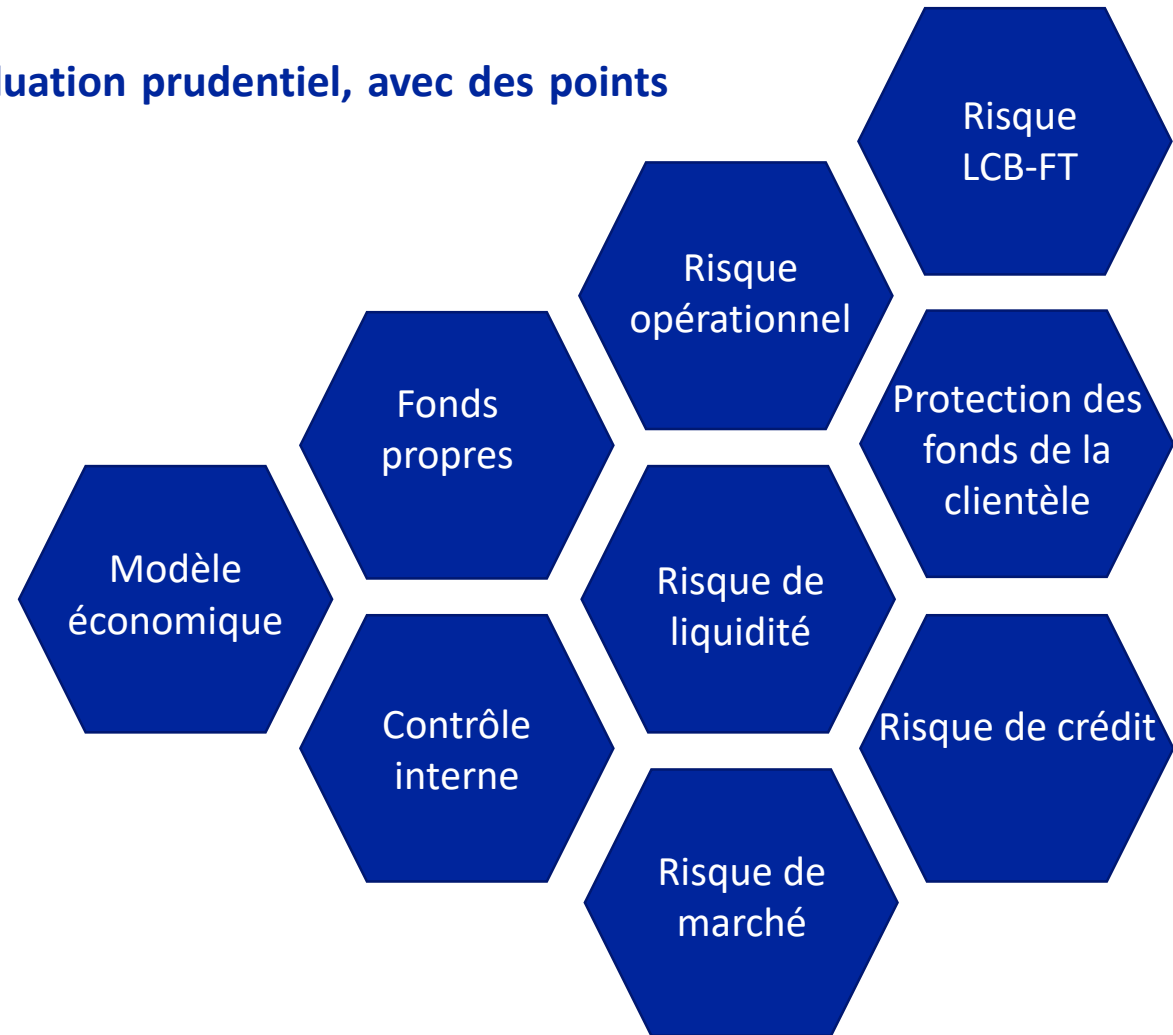 luation prudentiel, avec des points
Risque
LCB-FT
Risque
opérationnel
Fonds
propres
Protection des
fonds de la
clientèle
Modèle
économique
Risque de
liquidité
Contrôle
interne
Risque de crédit
Risque de
marché